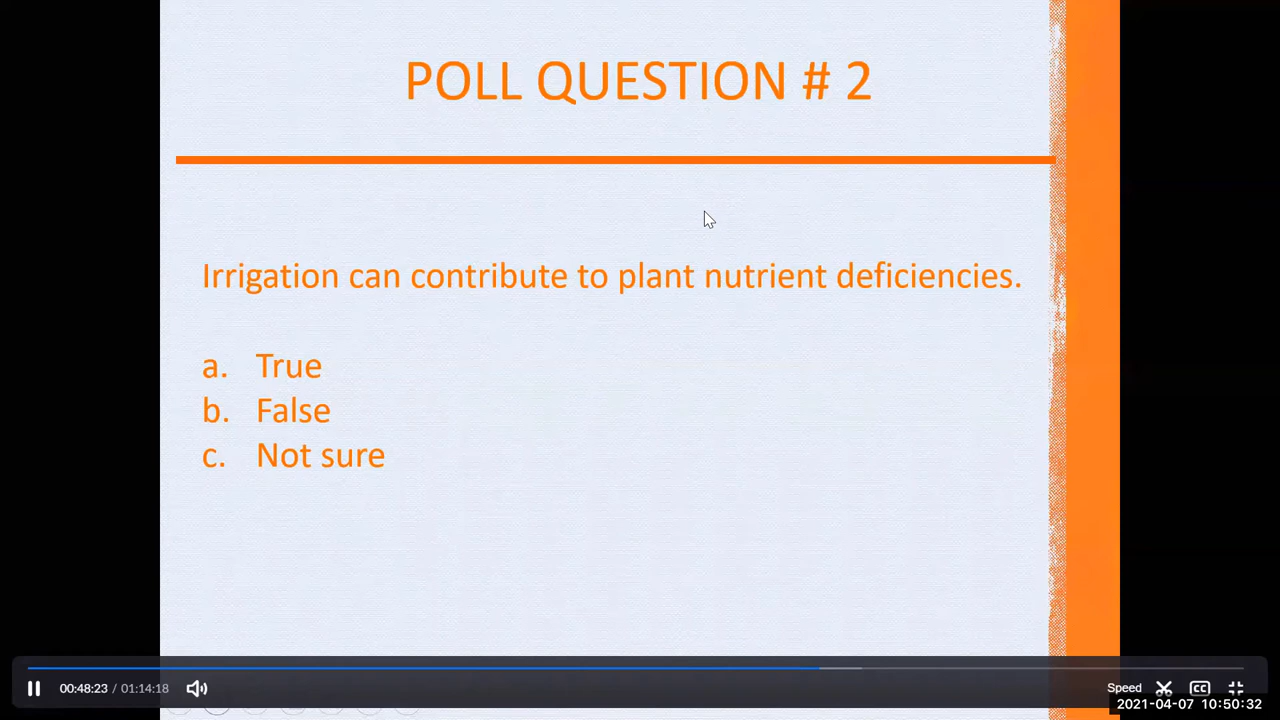 POLL QUESTION # 2
Irrigation can contribute to plant nutrient deficiencies.
a. True
b. False
c. Not sure
00:48:23 / 01:14:18
Speed
CC
2021-04-07 10:50:32